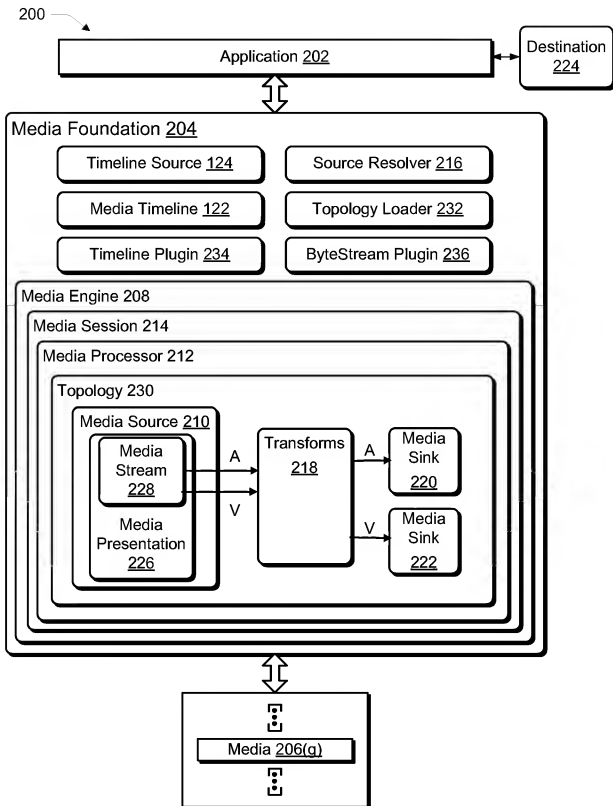 200
Application 202
Destination
224
Media Foundation 204
Timeline Source 124
Source Resolver 216
Media Timeline 122
Topology Loader 232
Timeline Plugin 234
ByteStream Plugin 236
Media Engine 208
Media Session 214
Media Processor 212
Topology 230
Media Source 210
Media
Stream
228
Media
Presentation
226
A
V
Transforms
218
A
V
Media
Sink
220
Media
Sink
222
Media 206(g)